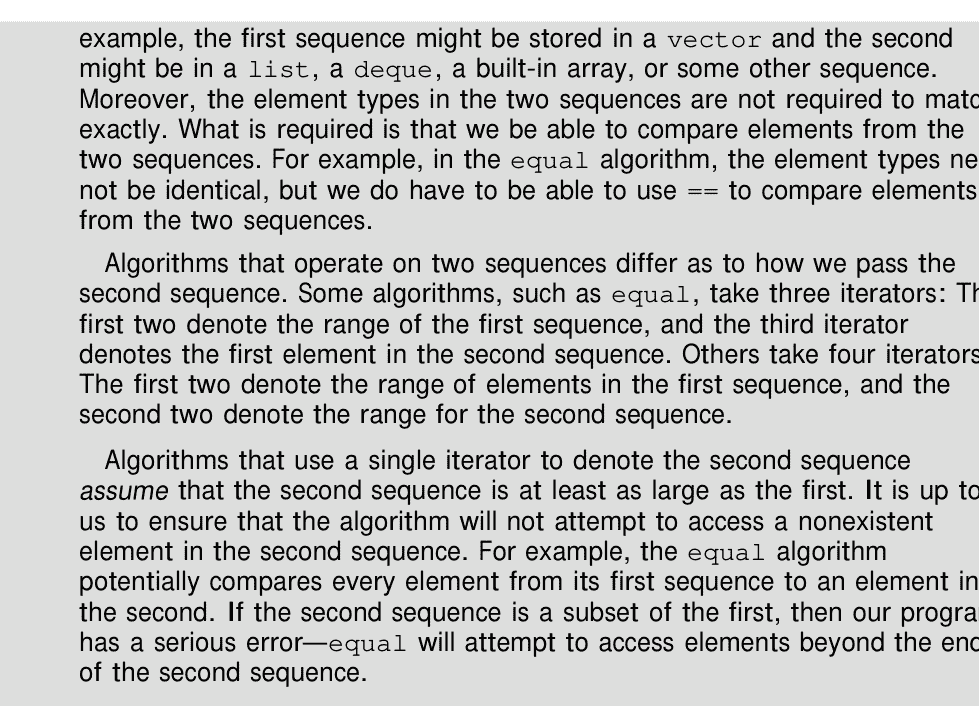 example, the first sequence might be stored in a vector and the second
might be in a list, a deque, a built-in array, or some other sequence.
Moreover, the element types in the two sequences are not required to matc
exactly. What is required is that we be able to compare elements from the
two sequences. For example, in the equal algorithm, the element types ne
not be identical, but we do have to be able to use == to compare elements
from the two sequences.
Algorithms that operate on two sequences differ as to how we pass the
second sequence. Some algorithms, such as equal, take three iterators: Th
first two denote the range of the first sequence, and the third iterator
denotes the first element in the second sequence. Others take four iterators
The first two denote the range of elements in the first sequence, and the
second two denote the range for the second sequence.
Algorithms that use a single iterator to denote the second sequence
assume that the second sequence is at least as large as the first. It is up to
us to ensure that the algorithm will not attempt to access a nonexistent
element in the second sequence. For example, the equal algorithm
potentially compares every element from its first sequence to an element in
the second. If the second sequence is a subset of the first, then our progra
has a serious error—equal will attempt to access elements beyond the end
of the second sequence.